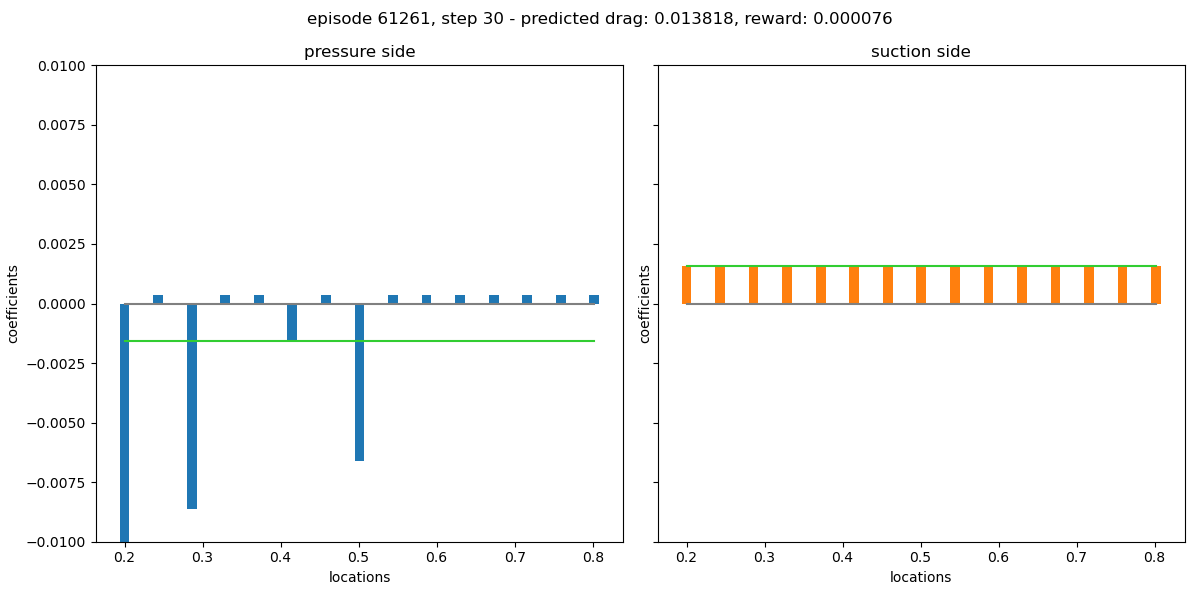 episode 61261, step 30 - predicted drag: 0.013818, reward: 0.000076
pressure side
suction side
0.0100
0.0075
0.0050
0.0025
0.0000
−0.0025
−0.0050
−0.0075
−0.0100
coefficients
coefficients
0.2 0.3 0.4 0.5 0.6 0.7 0.8
0.2 0.3 0.4 0.5 0.6 0.7 0.8
locations
locations